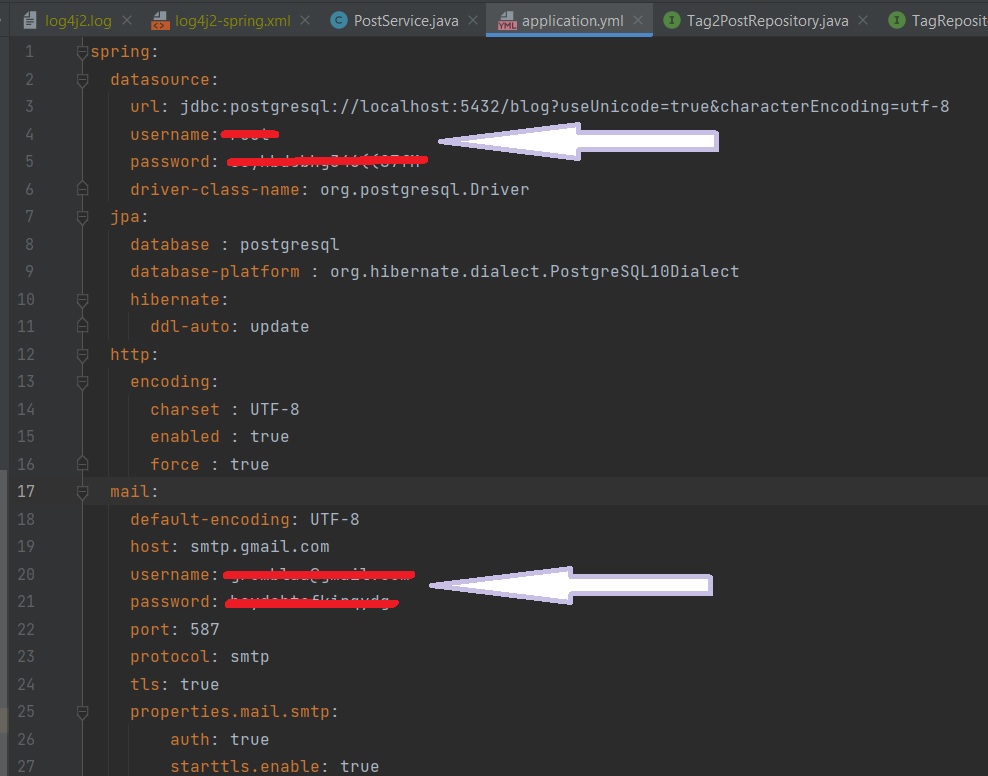 log4j2.log log4j2-spring.xml PostService.java application.yml Tag2PostRepository.java TagReposit
1 spring:
2 datasource:
3 url: jdbc:postgresql://localhost:5432/blog?useUnicode=true&characterEncoding=utf-8
4 username:
5 password:
6 driver-class-name: org.postgresql.Driver
7 jpa:
8 database : postgresql
9 database-platform : org.hibernate.dialect.PostgreSQL10Dialect
10 hibernate:
11 ddl-auto: update
12 http:
13 encoding:
14 charset : UTF-8
15 enabled : true
16 force : true
17 mail:
18 default-encoding: UTF-8
19 host: smtp.gmail.com
20 username:
21 password:
22 port: 587
23 protocol: smtp
24 tls: true
25 properties.mail.smtp:
26 auth: true
27 starttls.enable: true